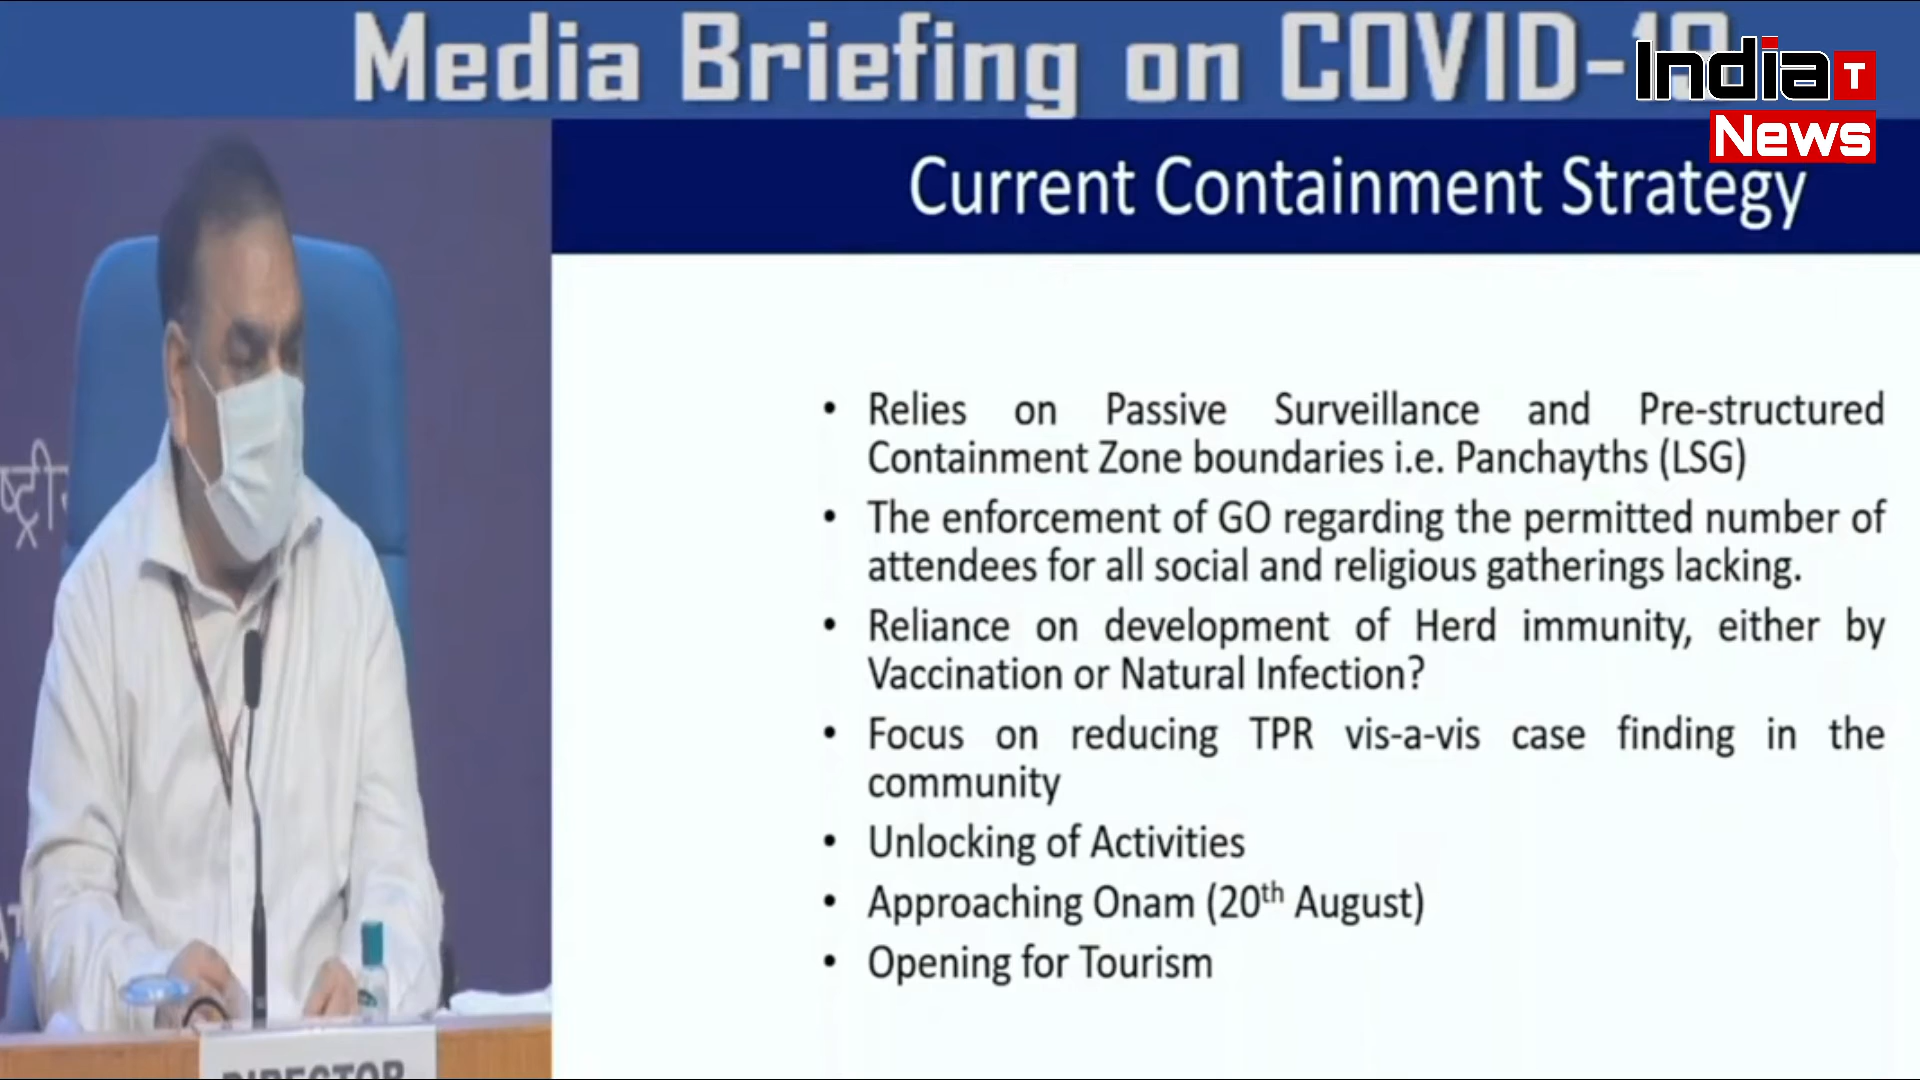 Media Briefing on COVID-19
India T
News
Current Containment Strategy
• Relies on Passive Surveillance and Pre-structured
Containment Zone boundaries i.e. Panchayths (LSG)
• The enforcement of GO regarding the permitted number of
attendees for all social and religious gatherings lacking.
• Reliance on development of Herd immunity, either by
Vaccination or Natural Infection?
• Focus on reducing TPR vis-a-vis case finding in the
community
• Unlocking of Activities
• Approaching Onam (20th August)
• Opening for Tourism
DIRECTOR